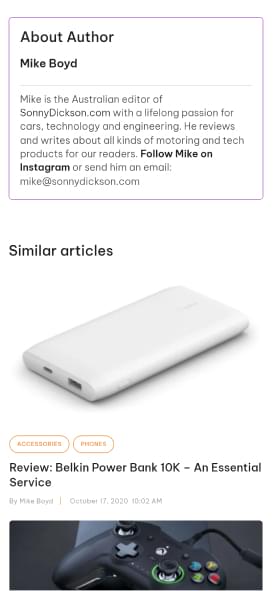 About Author
Mike Boyd
Mike is the Australian editor of
SonnyDickson.com with a lifelong passion for
cars, technology and engineering. He reviews
and writes about all kinds of motoring and tech
products for our readers. Follow Mike on
Instagram or send him an email:
mike@sonnydickson.com
Similar articles
ACCESSORIES PHONES
Review: Belkin Power Bank 10K – An Essential
Service
By Mike Boyd | October 17, 2020 10:02 AM